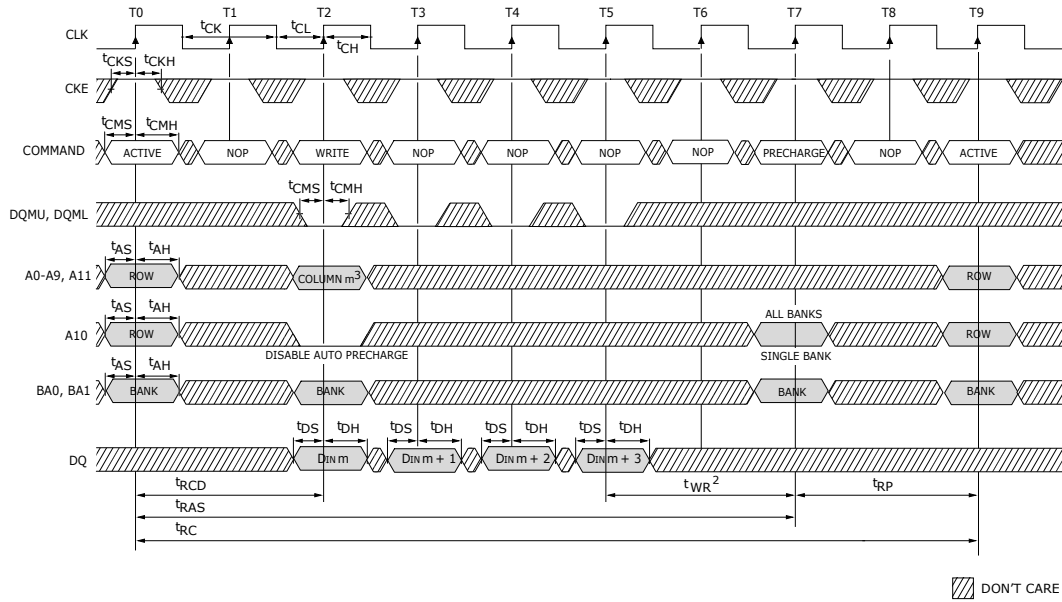 T0 T1 T2 T3 T4 T5 T6 T7 T8 T9
CLK
tCK tCL
tCH
tCKS tCKH
CKE
tCMS tCMH
COMMAND
ACTIVE NOP WRITE NOP NOP NOP NOP PRECHARGE NOP ACTIVE
tCMS tCMH
DQMU, DQML
tAS tAH
A0-A9, A11
ROW COLUMN m3 ROW
tAS tAH
ALL BANKS
A10
ROW ROW
DISABLE AUTO PRECHARGE SINGLE BANK
tAS tAH
BA0, BA1
BANK BANK BANK BANK
tDS tDH tDS tDH tDS tDH tDS tDH
DQ
DIN m DIN m + 1 DIN m + 2 DIN m + 3
tRCD tWR2 tRP
tRAS
tRC
DON'T CARE